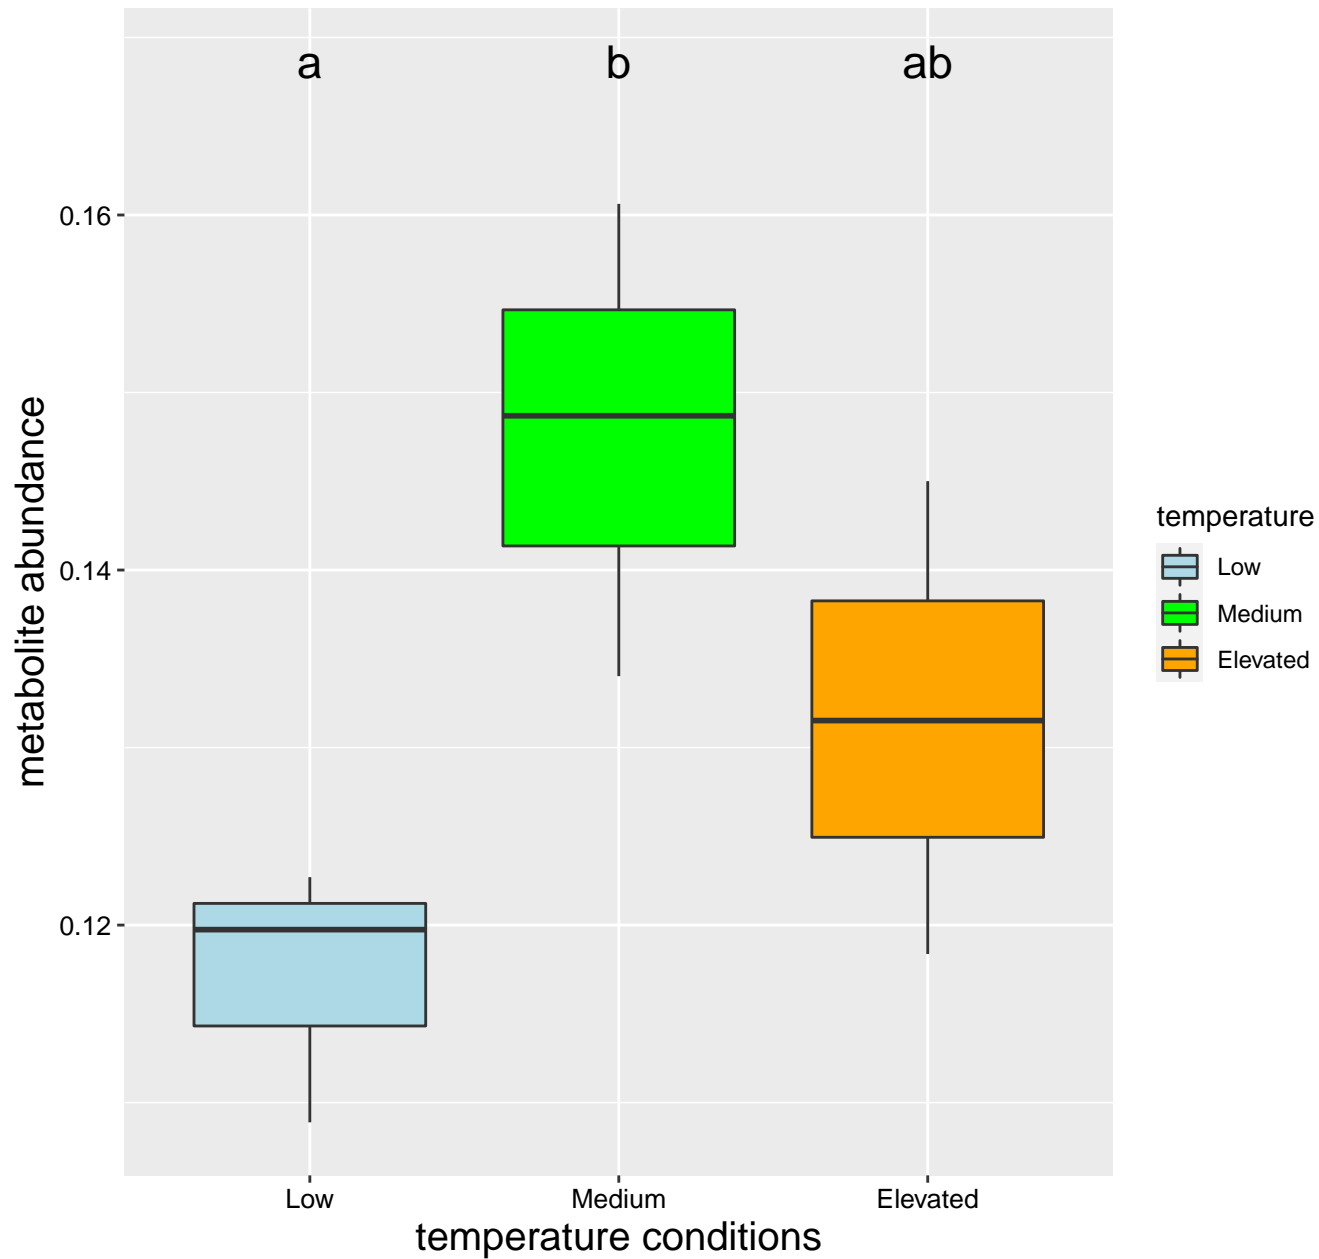 a b ab
0.16
0.14
0.12
metabolite abundance
Low Medium Elevated
temperature conditions
temperature
Low
Medium
Elevated